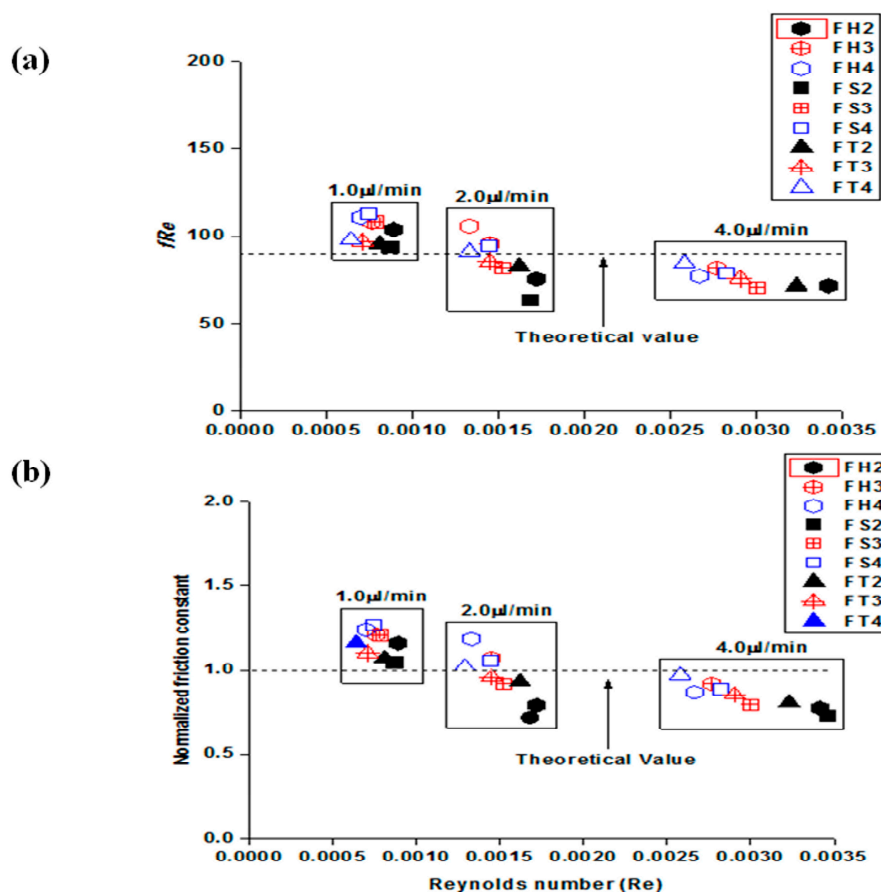 (a)
FH2
FH3
FH4
FS2
FS3
FS4
FT2
FT3
FT4
200
150
100
50
0
fRe
1.0µl/min
2.0µl/min
4.0µl/min
Theoretical value
0.0000 0.0005 0.0010 0.0015 0.0020 0.0025 0.0030 0.0035
(b)
FH2
FH3
FH4
FS2
FS3
FS4
FT2
FT3
FT4
2.0
1.5
1.0
0.5
0.0
Normalized friction constant
1.0µl/min
2.0µl/min
4.0µl/min
Theoretical Value
0.0000 0.0005 0.0010 0.0015 0.0020 0.0025 0.0030 0.0035
Reynolds number (Re)